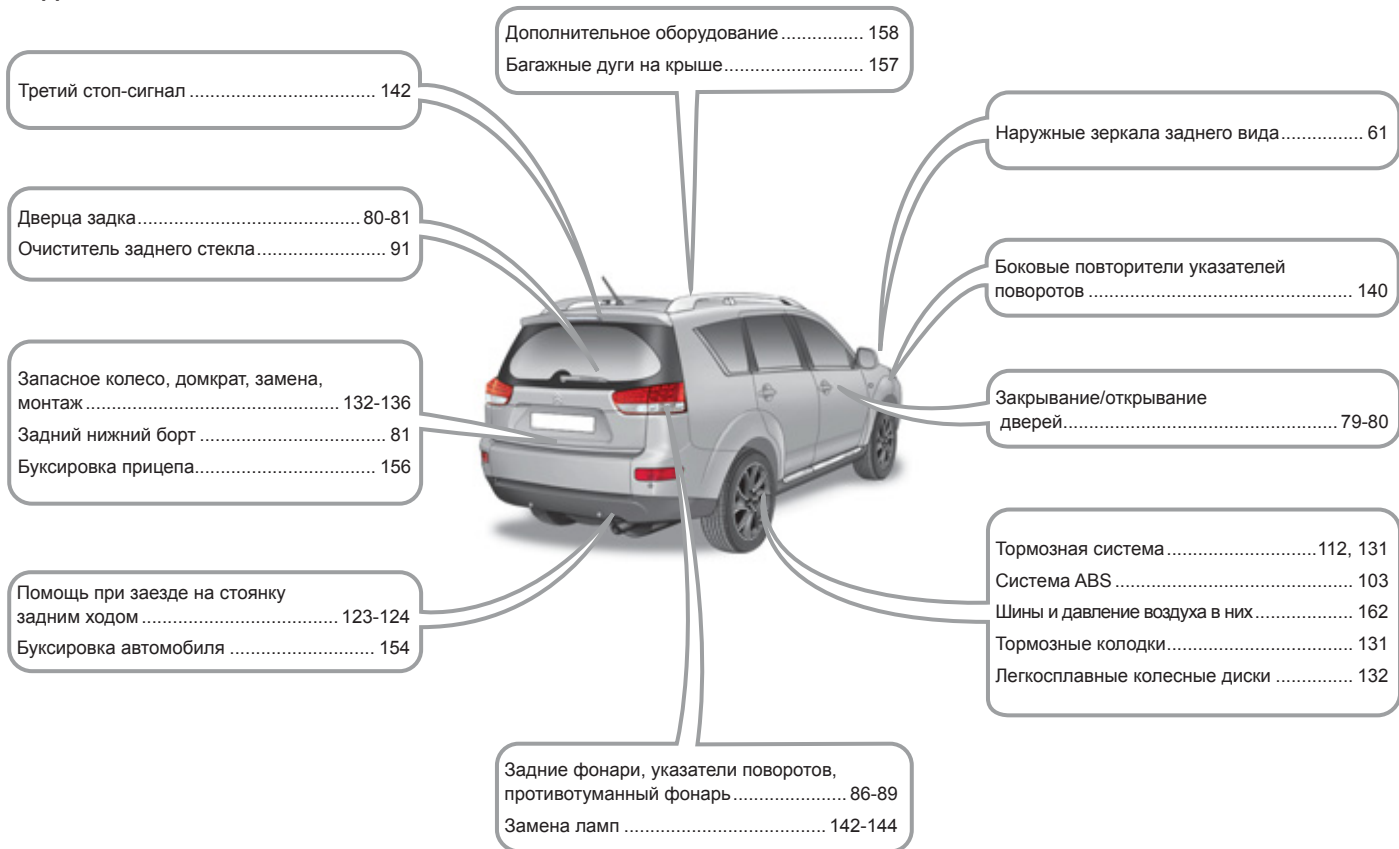 Дополнительное оборудование................ 158
Багажные дуги на крыше........................... 157
Третий стоп-сигнал .................................... 142
Наружные зеркала заднего вида................ 61
Дверца задка........................................... 80-81
Очиститель заднего стекла......................... 91
Боковые повторители указателей
поворотов ................................................... 140
Запасное колесо, домкрат, замена,
монтаж ................................................. 132-136
Задний нижний борт .................................... 81
Буксировка прицепа................................... 156
Закрывание/открывание
дверей...................................................... 79-80
Помощь при заезде на стоянку
задним ходом ....................................... 123-124
Буксировка автомобиля ............................ 154
Тормозная система.............................112, 131
Система ABS .............................................. 103
Шины и давление воздуха в них............... 162
Тормозные колодки.................................... 131
Легкосплавные колесные диски ............... 132
Задние фонари, указатели поворотов,
противотуманный фонарь...................... 86-89
Замена ламп ....................................... 142-144